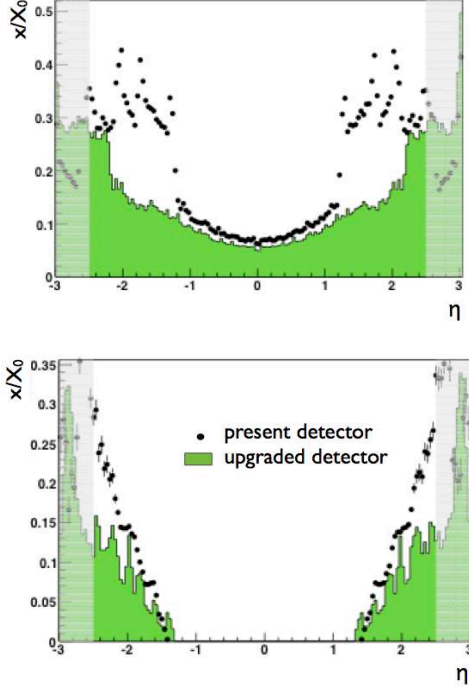 x/X₀
0.5
0.4
0.3
0.2
0.1
0
-3 -2 -1 0 1 2 3
η
x/X₀
0.35
0.3
0.25
present detector
upgraded detector
0.2
0.15
0.1
0.05
0
-3 -2 -1 0 1 2 3
η